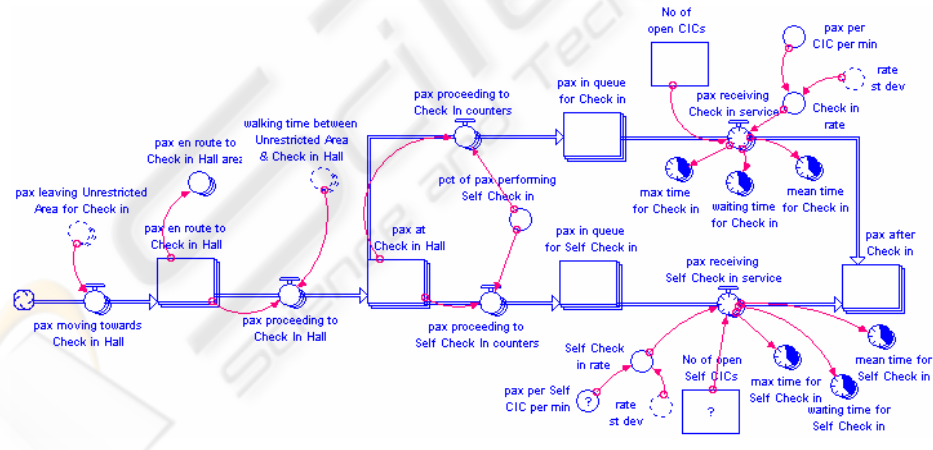 No of
open CICs
pax per
CIC per min
rate
st dev
Check in
rate
pax receiving
Check in service
pax in queue
for Check in
pax proceeding to
Check In counters
walking time between
Unrestricted Area
& Check in Hall
pax en route to
Check in Hall area
pax leaving Unrestricted
Area for Check in
pax en route to
Check in Hall
pct of pax performing
Self Check in
max time
for Check in
waiting time
for Check in
mean time
for Check in
pax at
Check in Hall
pax in queue
for Self Check in
pax receiving
Self Check in service
pax after
Check in
pax moving towards
Check in Hall
pax proceeding to
Check In Hall
pax proceeding to
Self Check In counters
Self Check
in rate
No of open
Self CICs
mean time for
Self Check in
max time for
Self Check in
pax per Self
CIC per min
?
rate
st dev
?
waiting time for
Self Check in